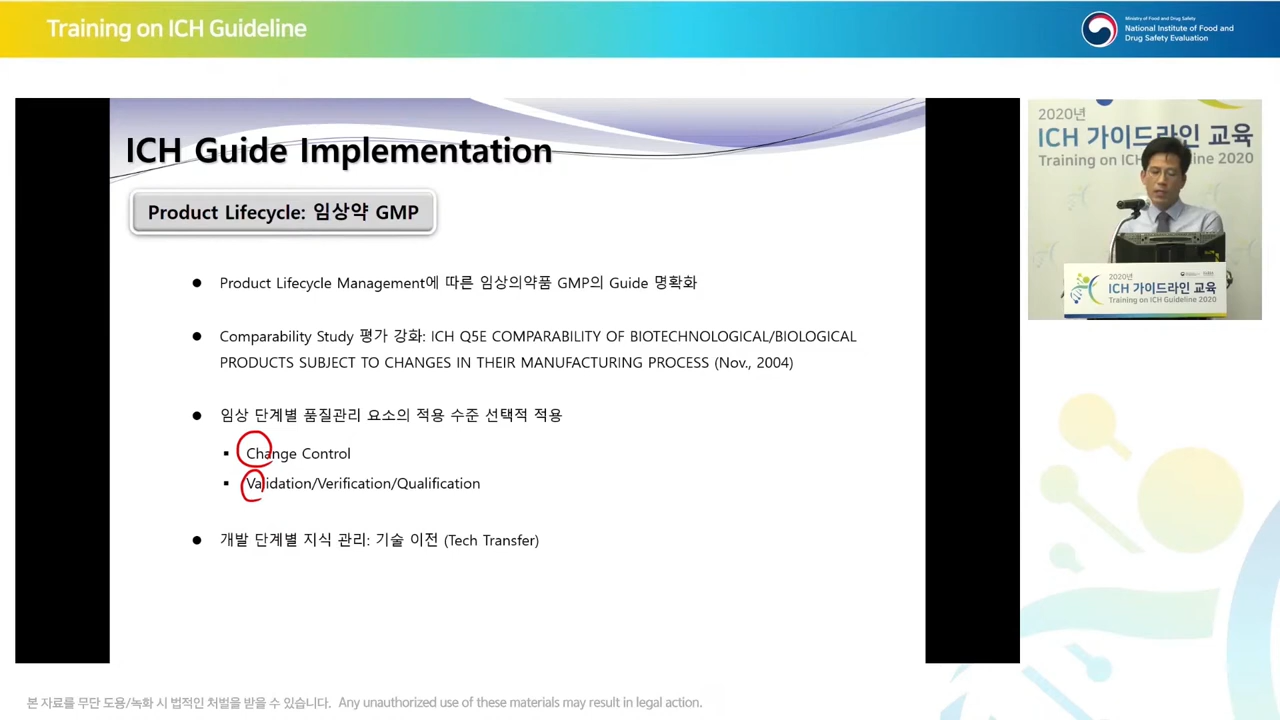 Training on ICH Guideline
Ministry of Food and Drug Safety
National Institute of Food and
Drug Safety Evaluation
ICH Guide Implementation
Product Lifecycle: 임상약 GMP
● Product Lifecycle Management에 따른 임상의약품 GMP의 Guide 명확화
● Comparability Study 평가 강화: ICH Q5E COMPARABILITY OF BIOTECHNOLOGICAL/BIOLOGICAL
PRODUCTS SUBJECT TO CHANGES IN THEIR MANUFACTURING PROCESS (Nov., 2004)
● 임상 단계별 품질관리 요소의 적용 수준 선택적 적용
▪ Change Control
▪ Validation/Verification/Qualification
● 개발 단계별 지식 관리: 기술 이전 (Tech Transfer)
2020년
ICH 가이드라인 교육
Training on ICH Guideline 2020
2020년
ICH 가이드라인 교육
Training on ICH Guideline 2020
본 자료를 무단 도용/녹화 시 법적인 처벌을 받을 수 있습니다. Any unauthorized use of these materials may result in legal action.